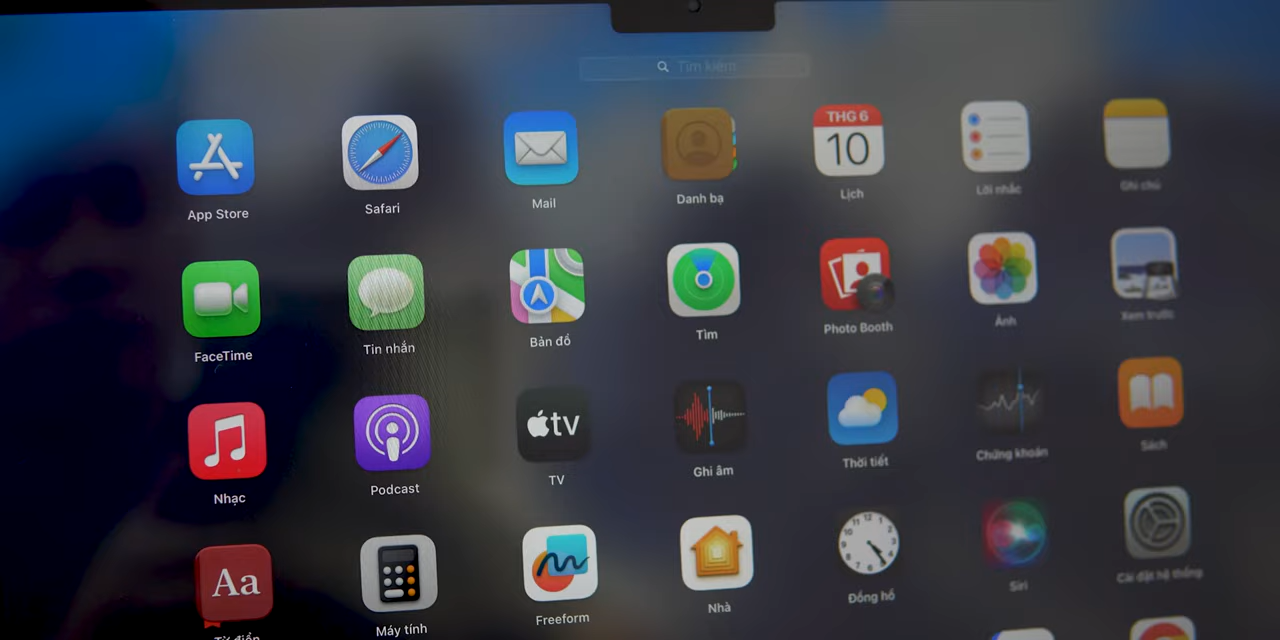 Tìm kiếm
THG 6
10
App Store
Safari
Mail
Danh bạ
Lịch
Lời nhắc
Ghi chú
FaceTime
Tin nhắn
Bản đồ
Tìm
Photo Booth
Ảnh
Xem trước
tv
Nhạc
Podcast
TV
Ghi âm
Thời tiết
Chứng khoán
Sách
Aa
Từ điển
Máy tính
Freeform
Nhà
Đồng hồ
Siri
Cài đặt hệ thống